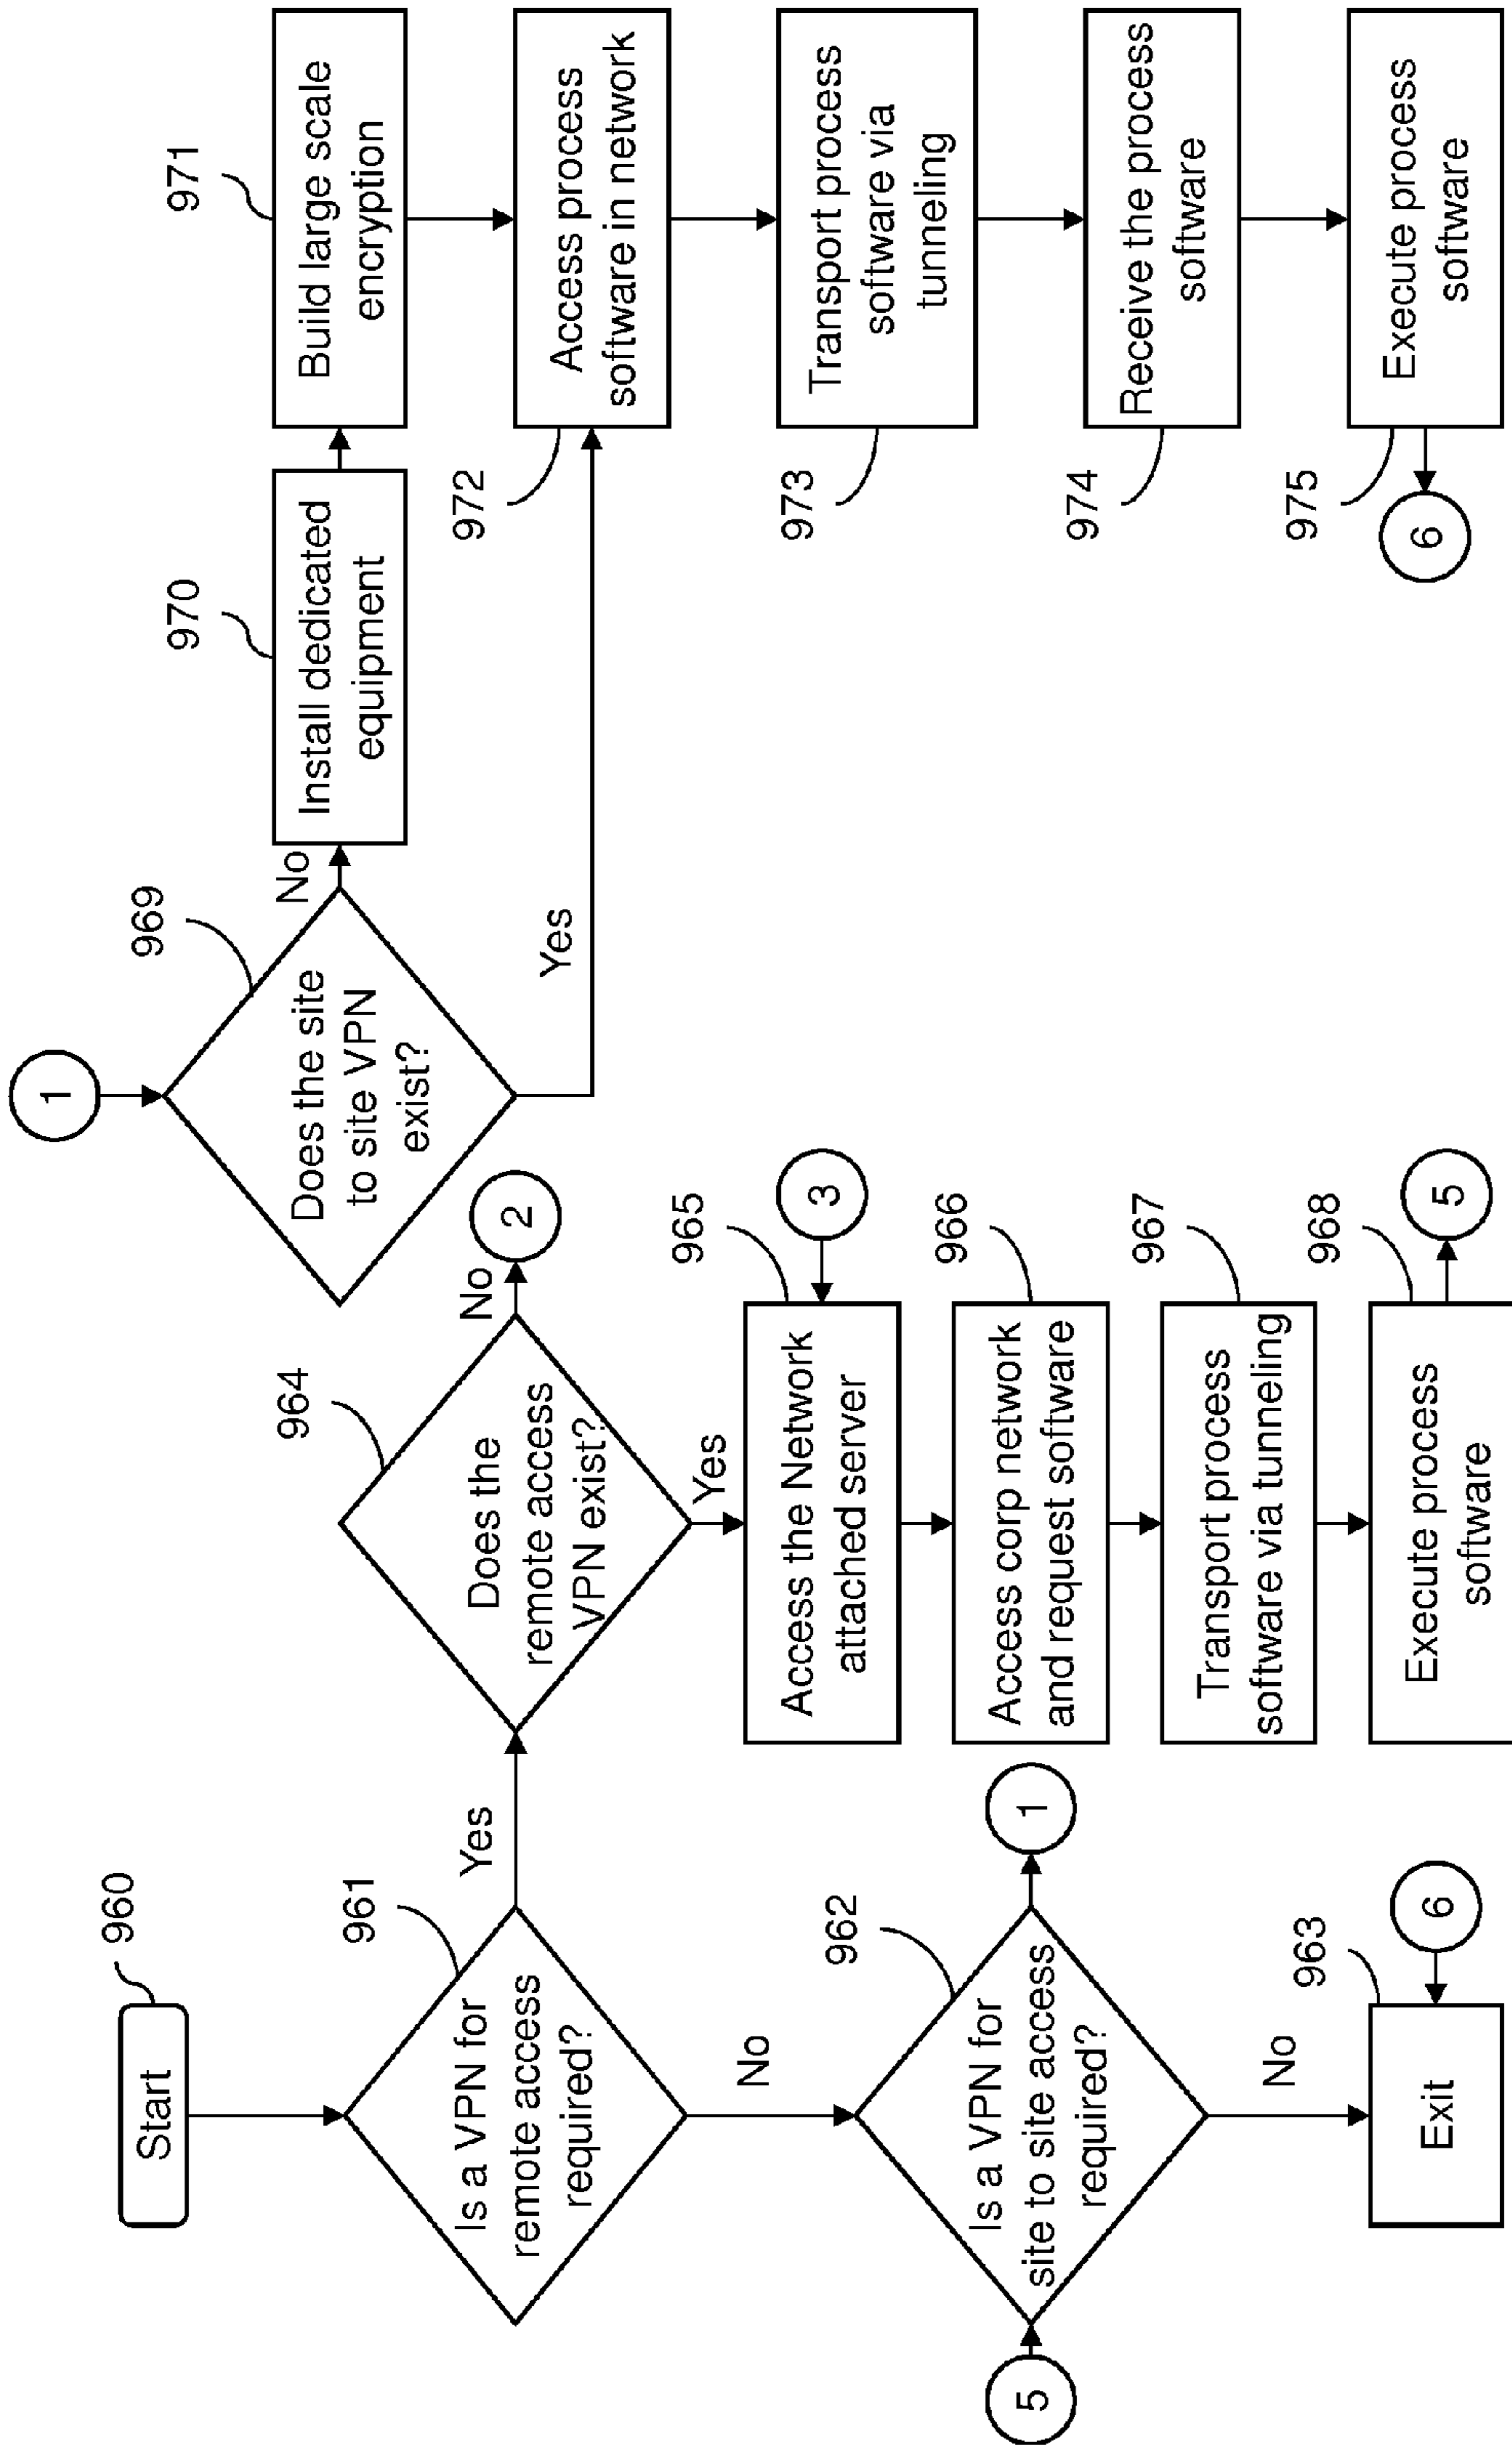 960
Start
961
Is a VPN for
remote access
required?
Yes
No
962
Is a VPN for
site to site access
required?
5
1
No
963
Exit
6
964
Does the
remote access
VPN exist?
No
2
Yes
965
Access the Network
attached server
3
966
Access corp network
and request software
967
Transport process
software via tunneling
968
Execute process
software
5
1
969
Does the site
to site VPN
exist?
No
Yes
970
Install dedicated
equipment
971
Build large scale
encryption
972
Access process
software in network
973
Transport process
software via
tunneling
974
Receive the process
software
975
Execute process
software
6